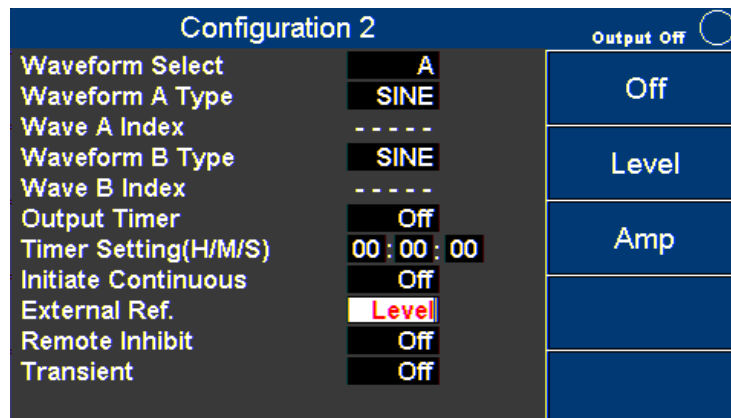 Configuration 2
Output Off
Waveform Select A
Waveform A Type SINE
Wave A Index - - - - -
Waveform B Type SINE
Wave B Index - - - - -
Output Timer Off
Timer Setting(H/M/S) 00 : 00 : 00
Initiate Continuous Off
External Ref. Level
Remote Inhibit Off
Transient Off
Off
Level
Amp